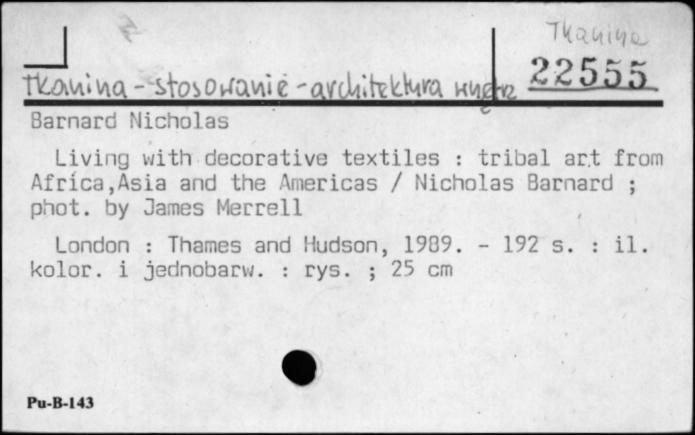 Tkanina
22555
Tkanina - stosowanie - architektura wnętrz
Barnard Nicholas
Living with decorative textiles : tribal art from
Africa,Asia and the Americas / Nicholas Barnard ;
phot. by James Merrell
London : Thames and Hudson, 1989. - 192 s. : il.
kolor. i jednobarw. : rys. ; 25 cm
Pu-B-143